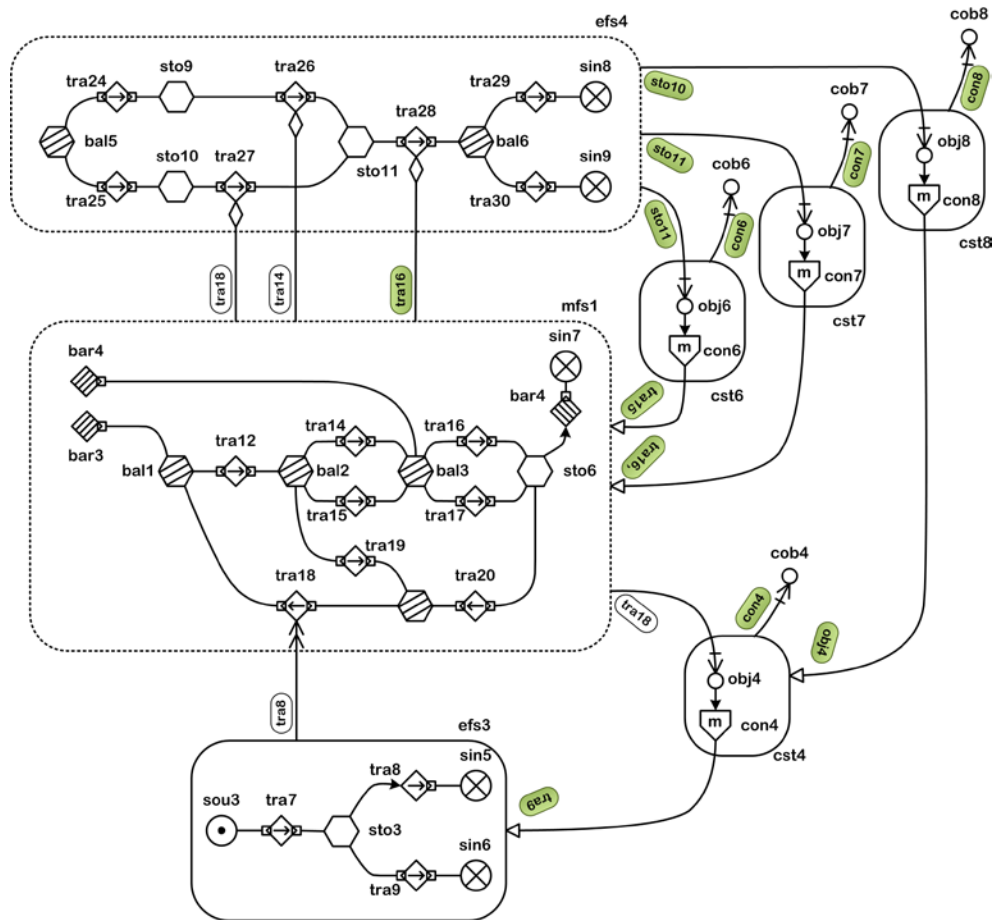 efs4
cob8
con8
cob7
con7
cob6
con6
tra24
sto9
tra26
tra29
sin8
sto10
bal5
tra28
bal6
sto11
obj8
sto10
tra27
sto11
sin9
con8
m
tra25
tra30
sto11
obj7
cst8
con7
m
tra18
tra14
tra16
obj6
cst7
mfs1
con6
m
sin7
cst6
bar4
bar4
tra15
bar3
tra14
tra16
tra16,
tra12
bal1
bal2
bal3
sto6
tra15
tra17
tra19
cob4
tra18
tra20
con4
tra18
obj4
obj4
tra8
con4
m
efs3
cst4
sin5
tra8
sou3
tra7
tra9
sto3
sin6
tra9